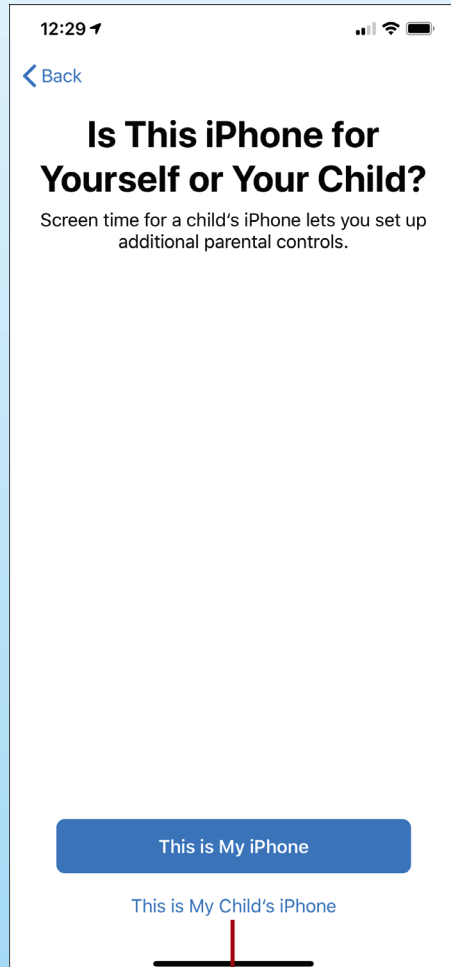 12:29
Back
Is This iPhone for
Yourself or Your Child?
Screen time for a child‘s iPhone lets you set up
additional parental controls.
This is My iPhone
This is My Child‘s iPhone